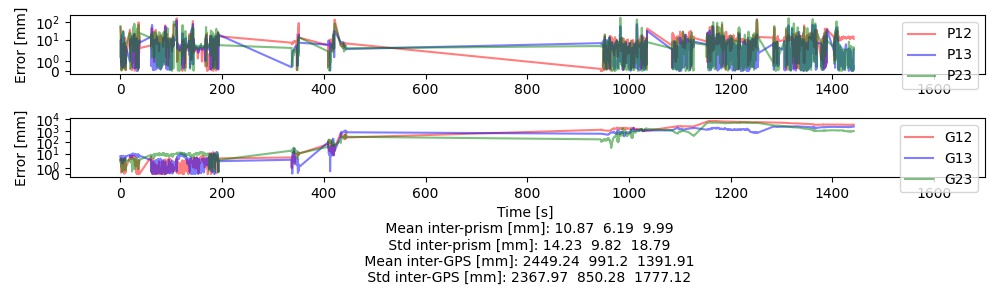 Error [mm]
10² 10¹ 10⁰ 0
P12
P13
P23
0 200 400 600 800 1000 1200 1400 1600
Error [mm]
10⁴ 10³ 10² 10¹ 10⁰ 0
G12
G13
G23
0 200 400 600 800 1000 1200 1400 1600
Time [s]
Mean inter-prism [mm]: 10.87 6.19 9.99
Std inter-prism [mm]: 14.23 9.82 18.79
Mean inter-GPS [mm]: 2449.24 991.2 1391.91
Std inter-GPS [mm]: 2367.97 850.28 1777.12